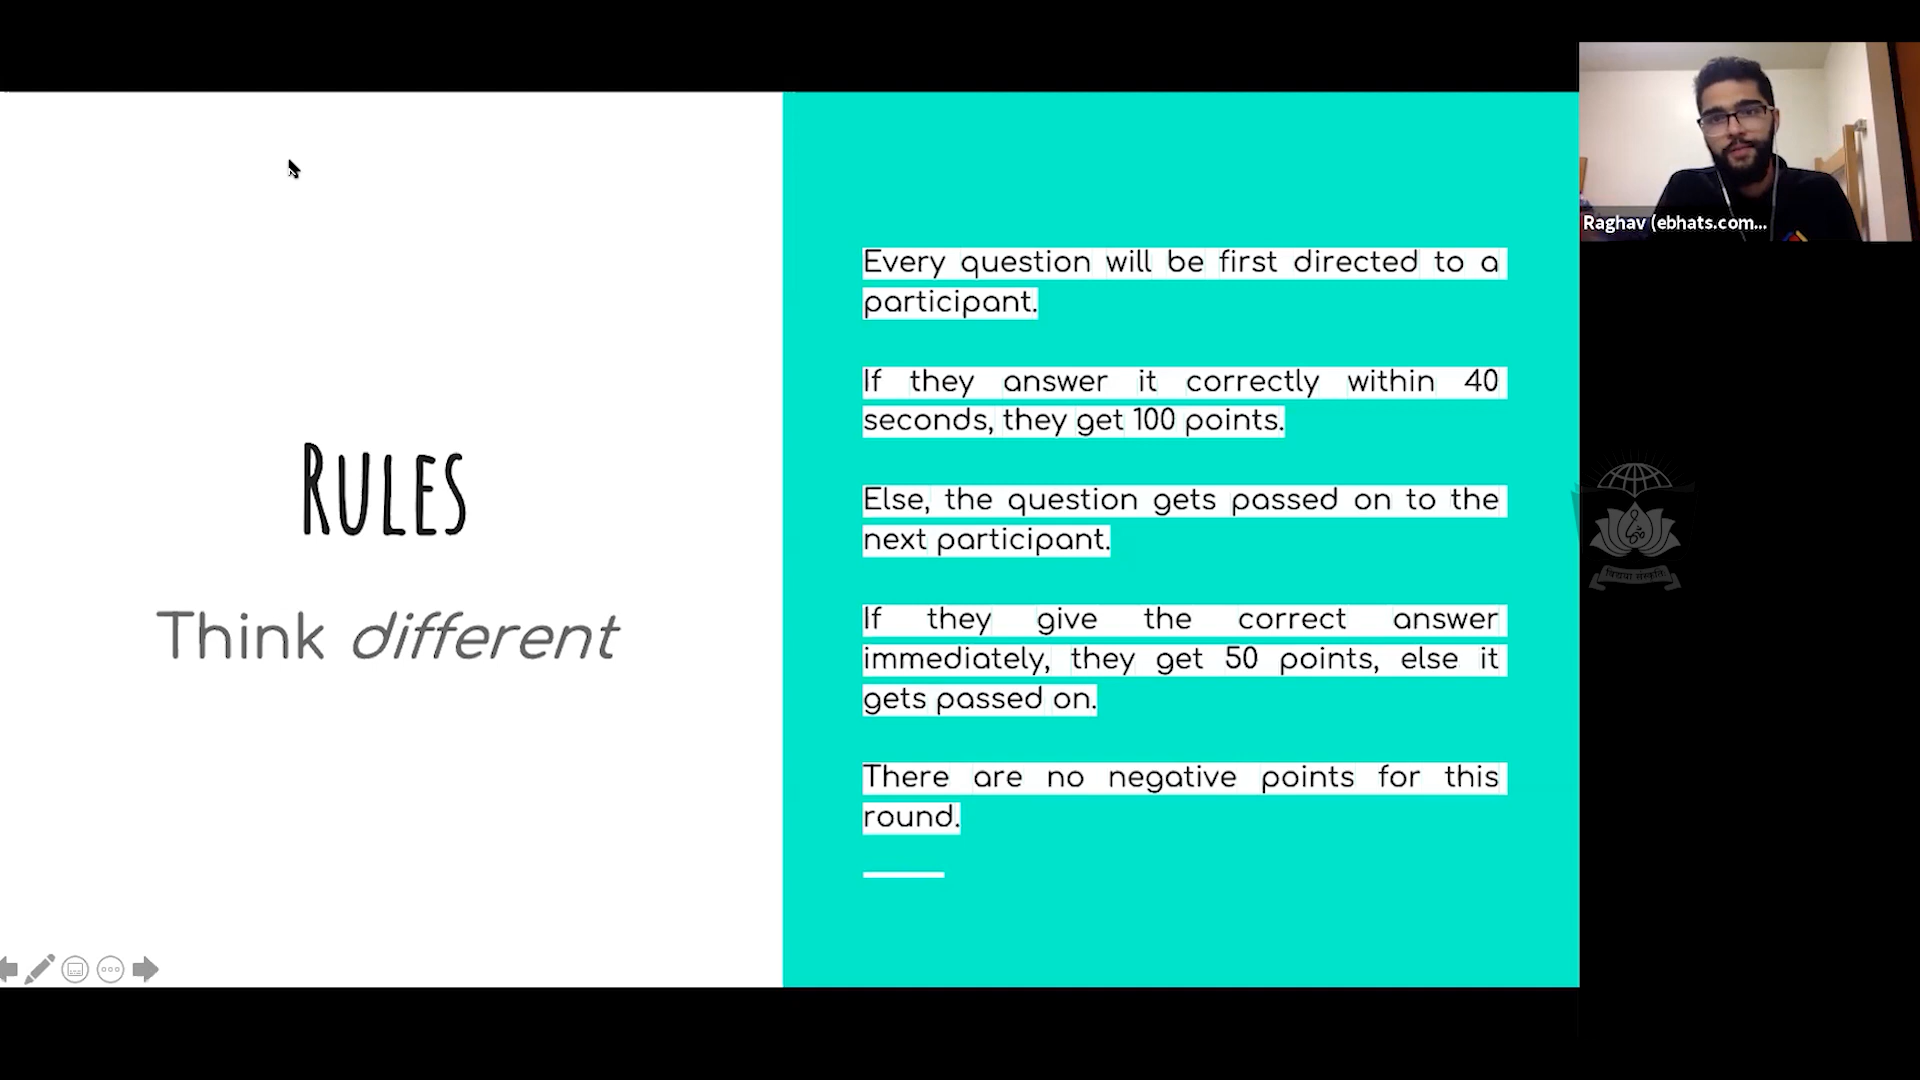 Raghav (ebhats.com...
Every question will be first directed to a
participant.
If they answer it correctly within 40
seconds, they get 100 points.
Else, the question gets passed on to the
next participant.
If they give the correct answer
immediately, they get 50 points, else it
gets passed on.
There are no negative points for this
round.
RULES
Think different